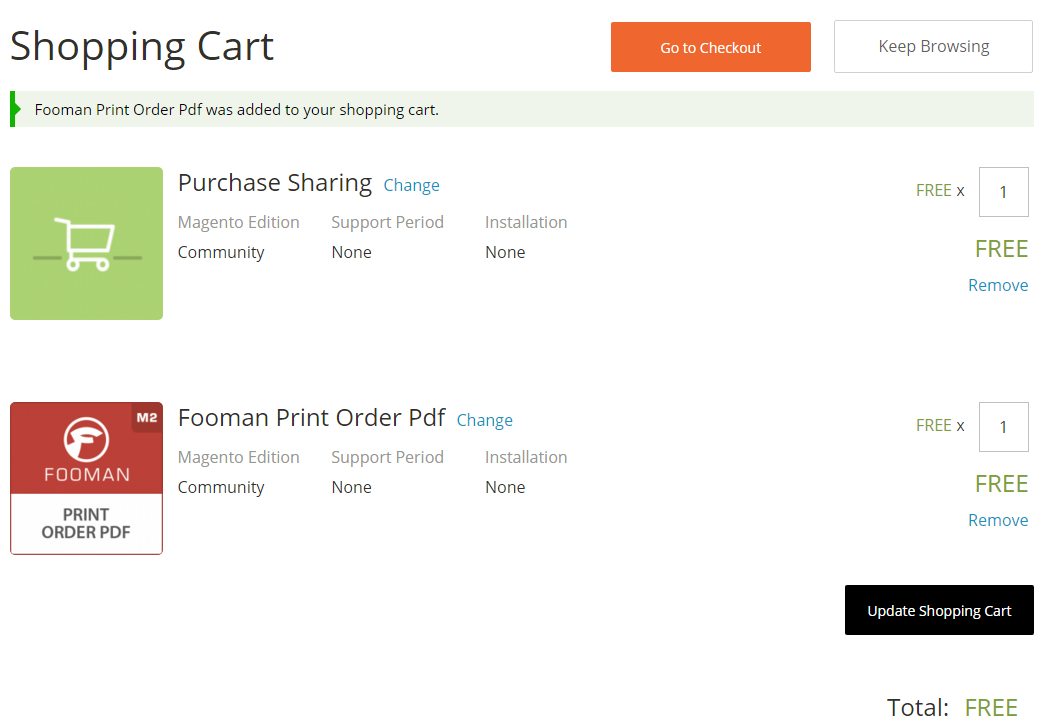 Shopping Cart
Go to Checkout
Keep Browsing
Fooman Print Order Pdf was added to your shopping cart.
Purchase Sharing Change
FREE x 1
Magento Edition Support Period Installation
Community None None
FREE
Remove
M2
FOOMAN
PRINT
ORDER PDF
Fooman Print Order Pdf Change
FREE x 1
Magento Edition Support Period Installation
Community None None
FREE
Remove
Update Shopping Cart
Total: FREE